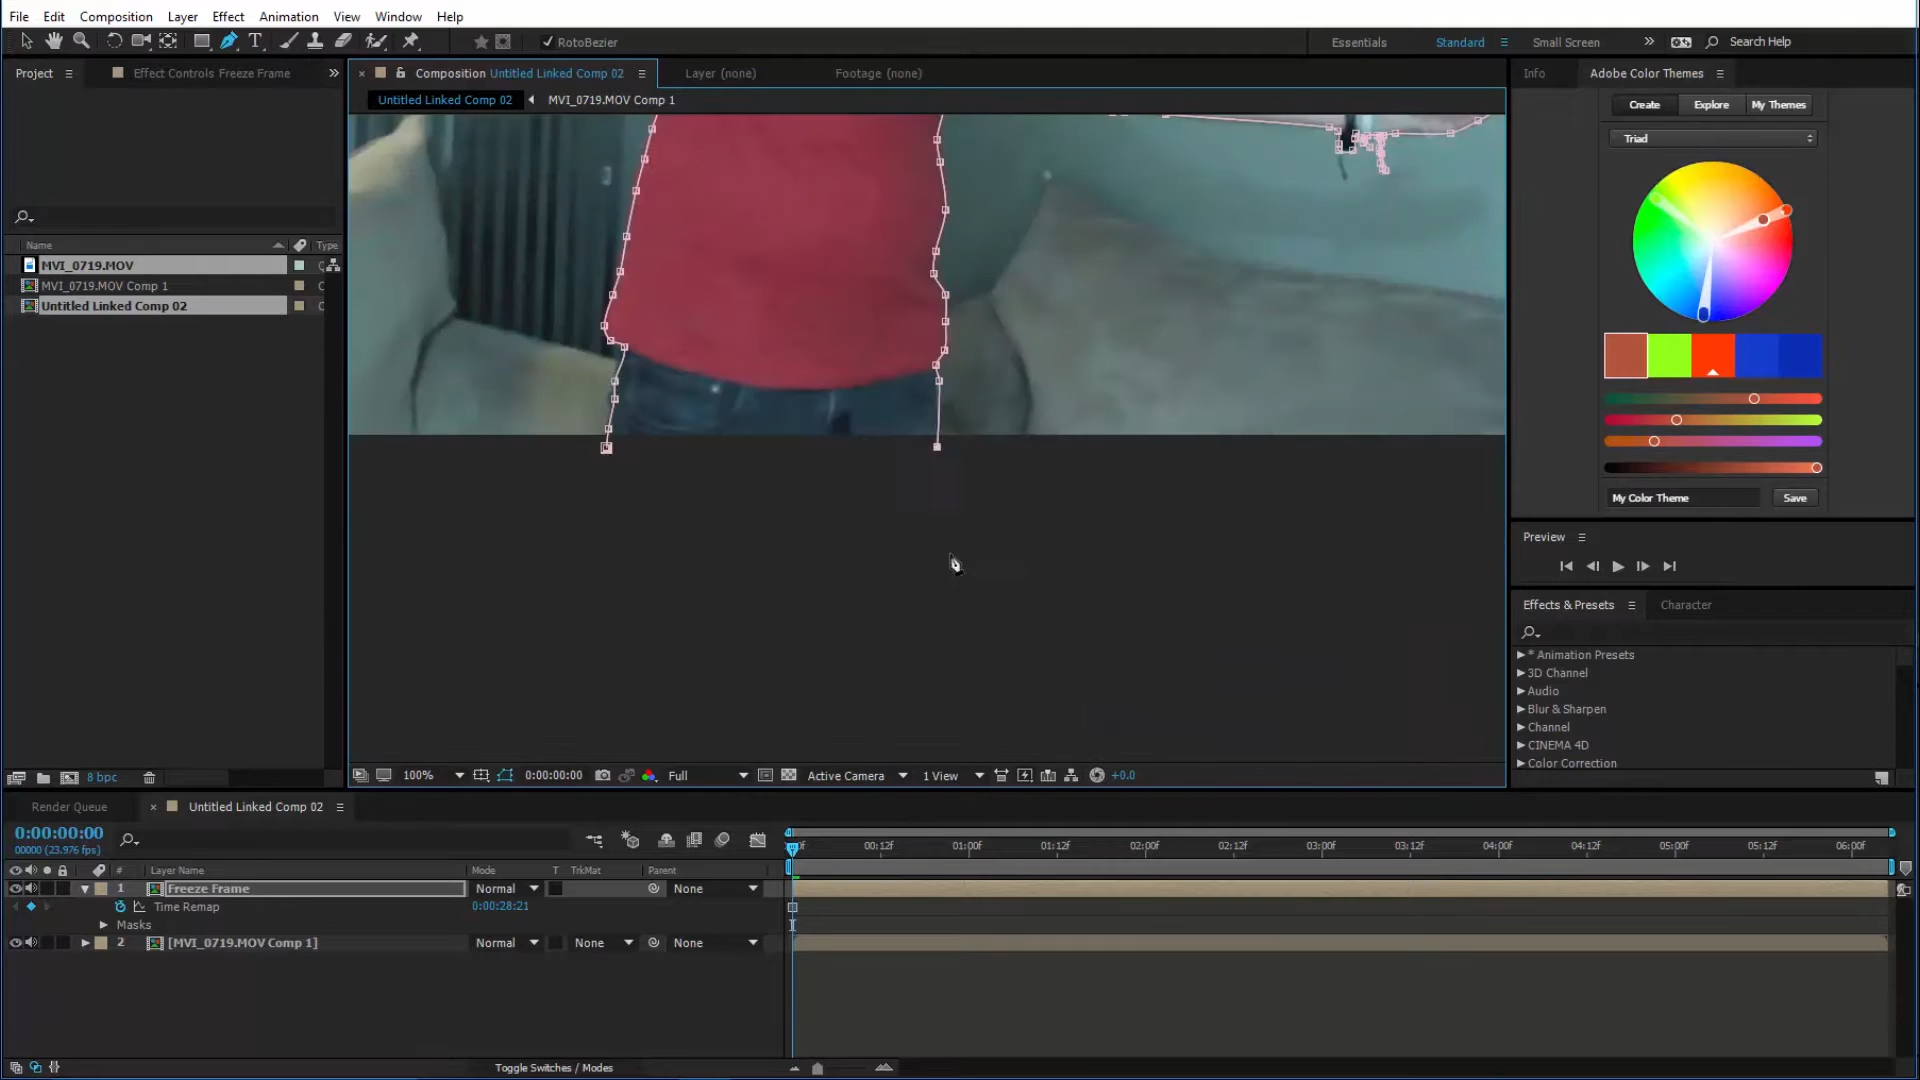 File Edit Composition Layer Effect Animation View Window Help
RotoBezier
Essentials Standard Small Screen Search Help
Project Effect Controls Freeze Frame
Composition Untitled Linked Comp 02 Layer (none) Footage (none)
Info Adobe Color Themes
Untitled Linked Comp 02 MVI_0719.MOV Comp 1
Create Explore My Themes
Triad
Name Type
MVI_0719.MOV
MVI_0719.MOV Comp 1
Untitled Linked Comp 02
My Color Theme Save
Preview
Effects & Presets Character
* Animation Presets
3D Channel
Audio
Blur & Sharpen
Channel
CINEMA 4D
Color Correction
8 bpc
100% 0:00:00:00 Full Active Camera 1 View +0.0
Render Queue Untitled Linked Comp 02
0:00:00:00
00000 (23.976 fps)
00:12f 01:00f 01:12f 02:00f 02:12f 03:00f 03:12f 04:00f 04:12f 05:00f 05:12f 06:00f
# Layer Name Mode T TrkMat Parent
1 Freeze Frame Normal None
Time Remap 0:00:28:21
Masks
2 [MVI_0719.MOV Comp 1] Normal None None
Toggle Switches / Modes